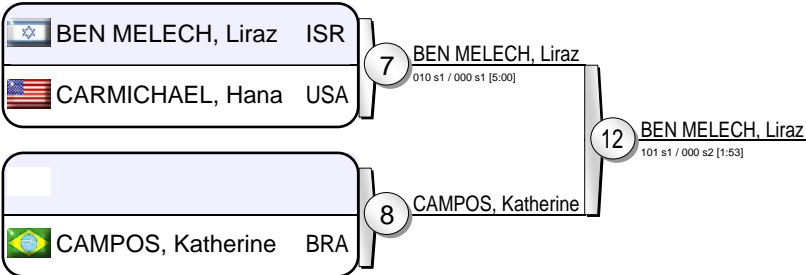 BEN MELECH, Liraz ISR
CARMICHAEL, Hana USA
7
BEN MELECH, Liraz
010 s1 / 000 s1 [5:00]
12
BEN MELECH, Liraz
101 s1 / 000 s2 [1:53]
8
CAMPOS, Katherine
CAMPOS, Katherine BRA